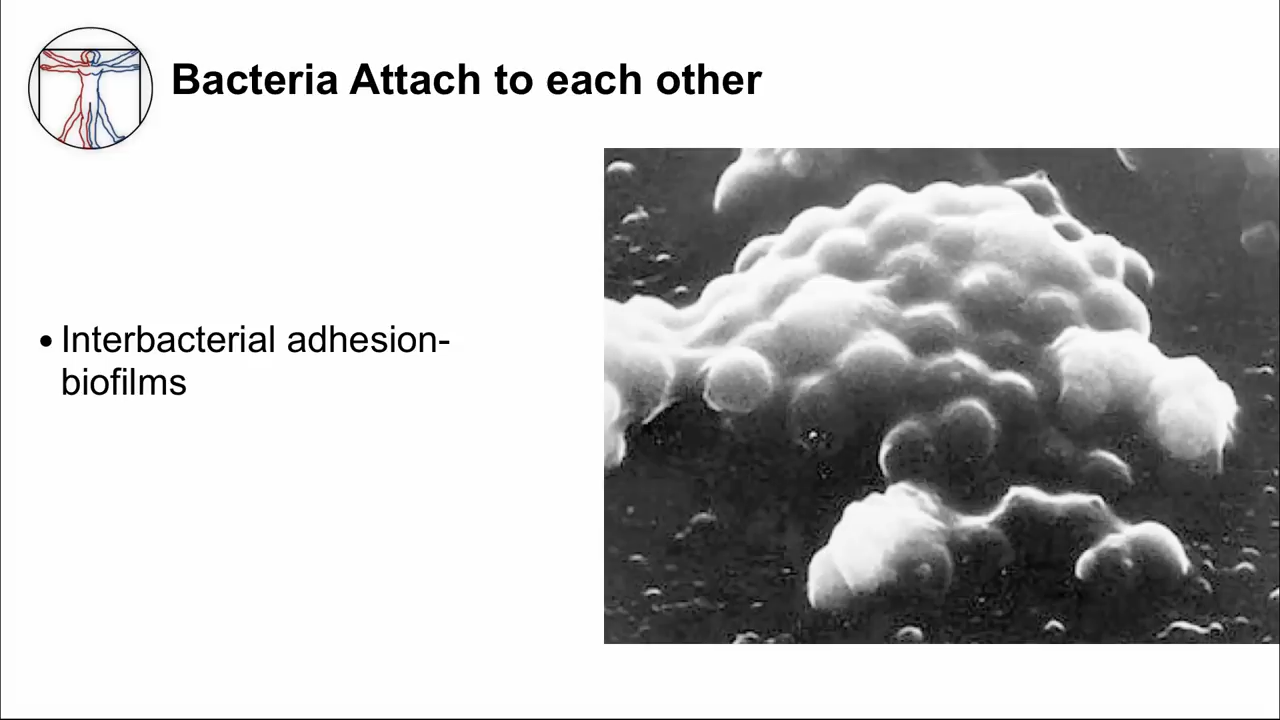 Bacteria Attach to each other
• Interbacterial adhesion-
biofilms